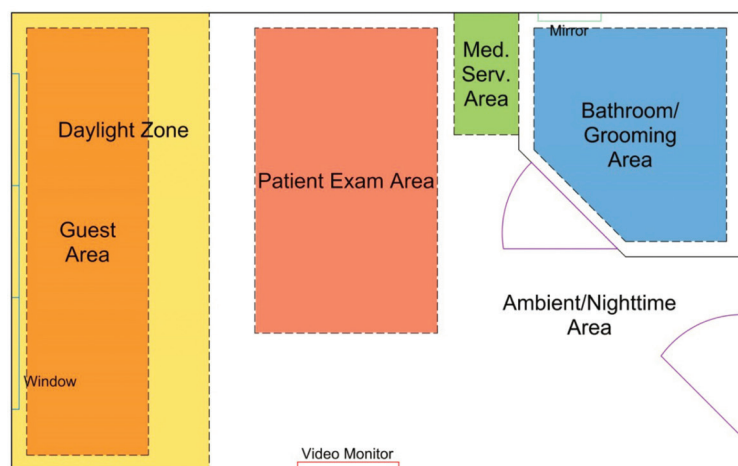 Mirror
Med.
Serv.
Area
Bathroom/
Grooming
Area
Daylight Zone
Patient Exam Area
Guest
Area
Ambient/Nighttime
Area
Window
Video Monitor